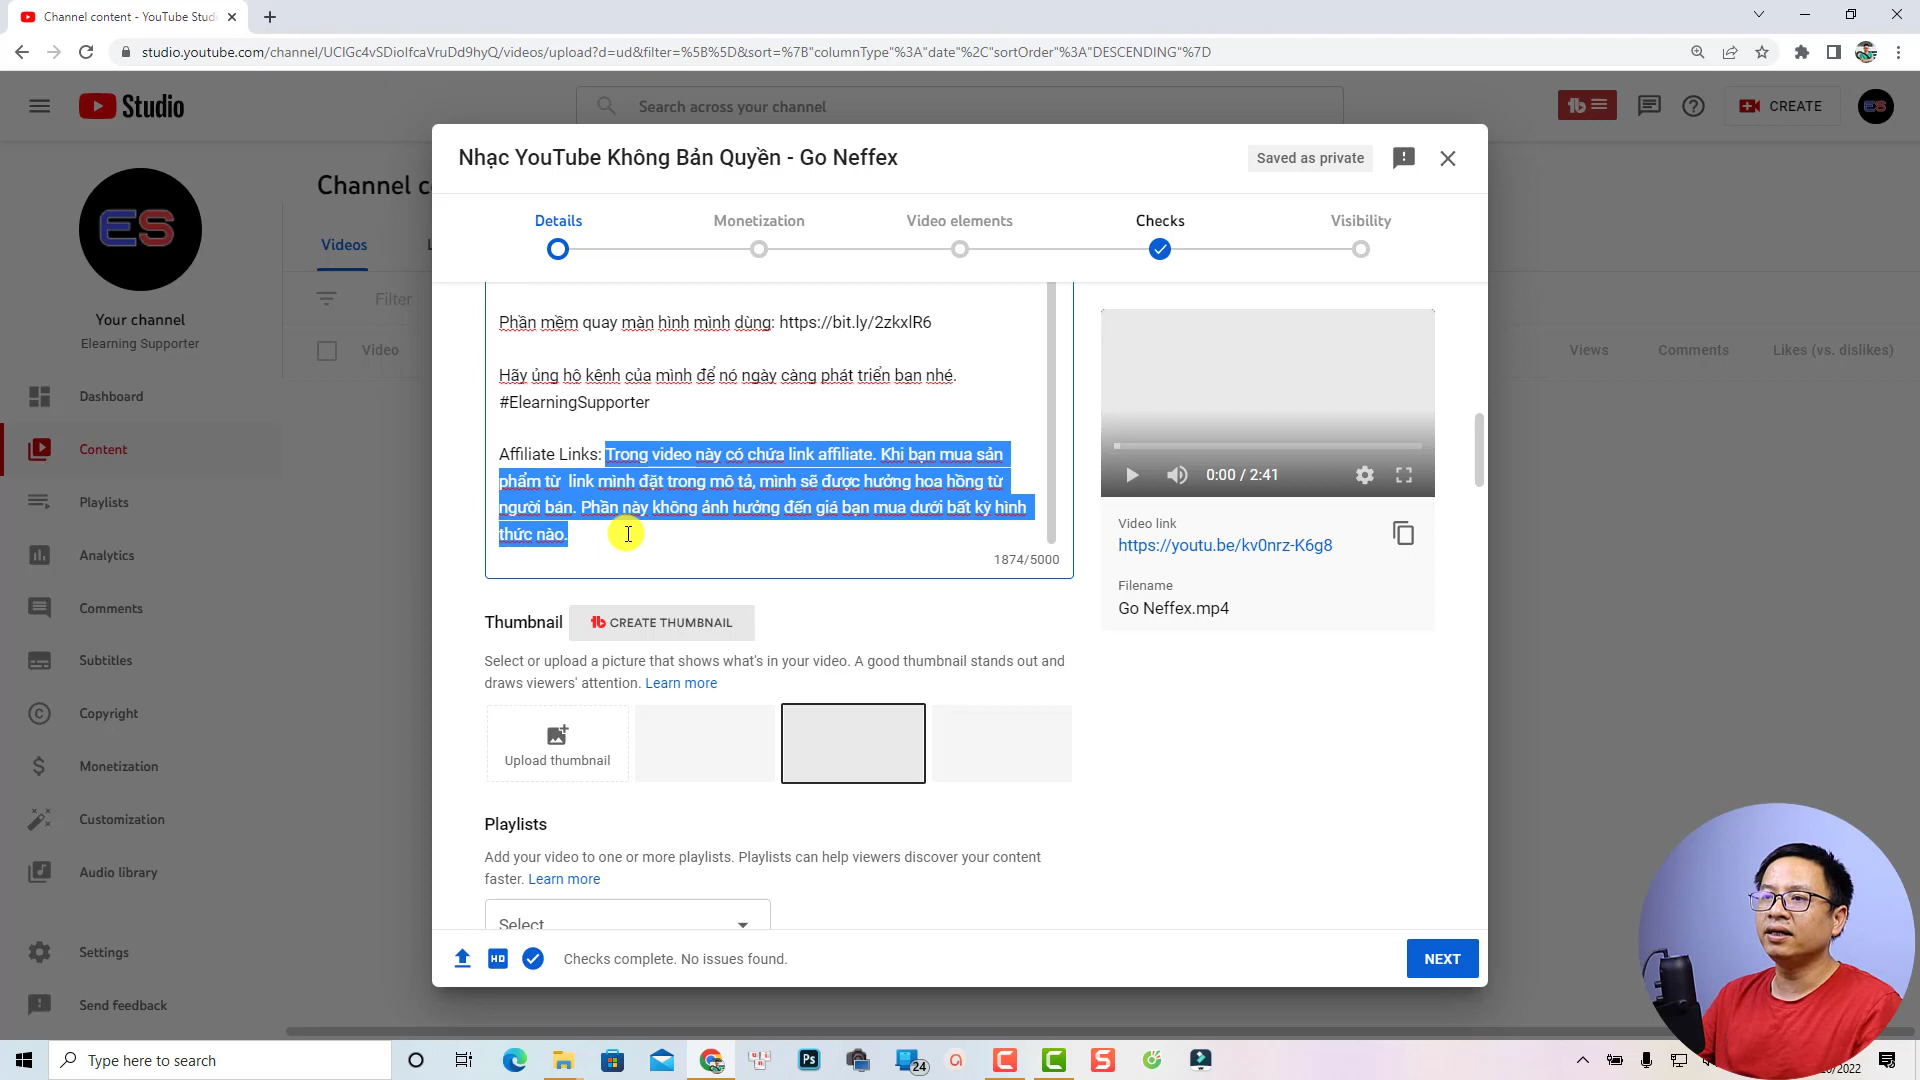 Channel content - YouTube Stud
studio.youtube.com/channel/UCIGc4vSDioIfcaVruDd9hyQ/videos/upload?d=ud&filter=%5B%5D&sort=%7B"columnType"%3A"date"%2C"sortOrder"%3A"DESCENDING"%7D
Studio
Search across your channel
CREATE
ES
Nhạc YouTube Không Bản Quyền - Go Neffex
Saved as private
Details
Monetization
Video elements
Checks
Visibility
ES
Your channel
Elearning Supporter
Dashboard
Content
Playlists
Analytics
Comments
Subtitles
Copyright
Monetization
Customization
Audio library
Settings
Send feedback
Channel c
Videos
L
Filter
Video
Views
Comments
Likes (vs. dislikes)
Phần mềm quay màn hình mình dùng: https://bit.ly/2zkxlR6
Hãy ủng hộ kênh của mình để nó ngày càng phát triển bạn nhé.
#ElearningSupporter
Affiliate Links: Trong video này có chứa link affiliate. Khi bạn mua sản
phẩm từ  link mình đặt trong mô tả, mình sẽ được hưởng hoa hồng từ
người bán. Phần này không ảnh hưởng đến giá bạn mua dưới bất kỳ hình
thức nào.
1874/5000
Thumbnail
CREATE THUMBNAIL
Select or upload a picture that shows what's in your video. A good thumbnail stands out and
draws viewers' attention. Learn more
Upload thumbnail
Playlists
Add your video to one or more playlists. Playlists can help viewers discover your content
faster. Learn more
Select
0:00 / 2:41
Video link
https://youtu.be/kv0nrz-K6g8
Filename
Go Neffex.mp4
HD
Checks complete. No issues found.
NEXT
Type here to search
Ps
24
/2022